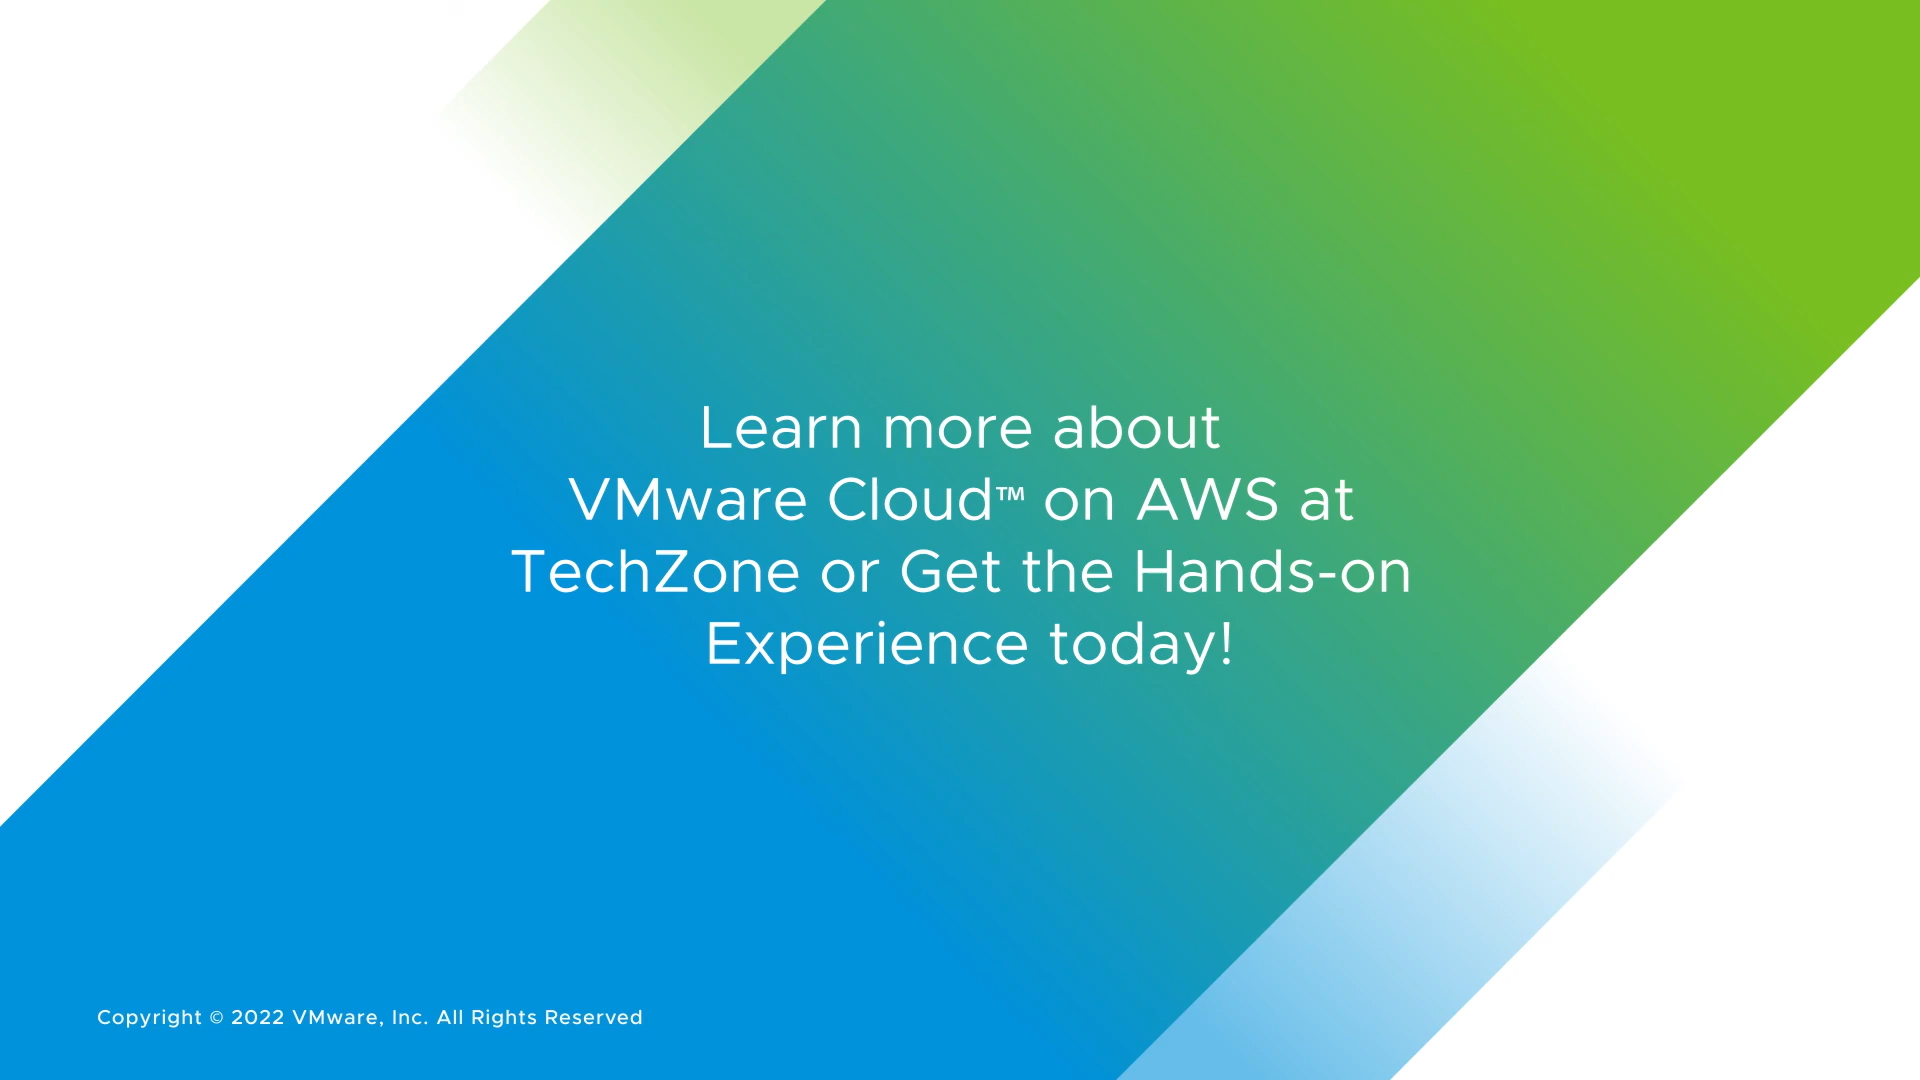 Learn more about
VMware Cloud™ on AWS at
TechZone or Get the Hands-on
Experience today!
Copyright © 2022 VMware, Inc. All Rights Reserved